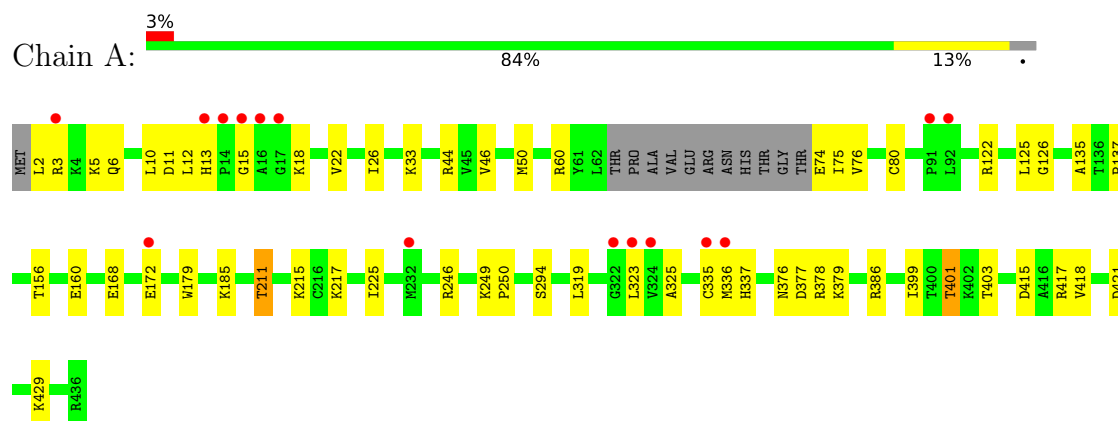 3%
Chain A:
84% 13% •
MET L2 R3 K4 K5 Q6 L10 D11 L12 H13 P14 G15 A16 G17 K18 V22 I26 K33 R44 V45 V46 M50 R60 Y61 L62 THR PRO ALA VAL GLU ARG ASN HIS THR GLY THR E74 I75 V76 C80 P91 L92 R122 L125 G126 A135 T136
T156 E160 E168 E172 W179 K185 T211 K215 C216 K217 I225 M232 R246 K249 P250 S294 L319 G322 L323 V324 A325 C335 M336 H337 N376 D377 R378 K379 R386 I399 T400 T401 K402 T403 D415 A416 R417 V418
K429 R436